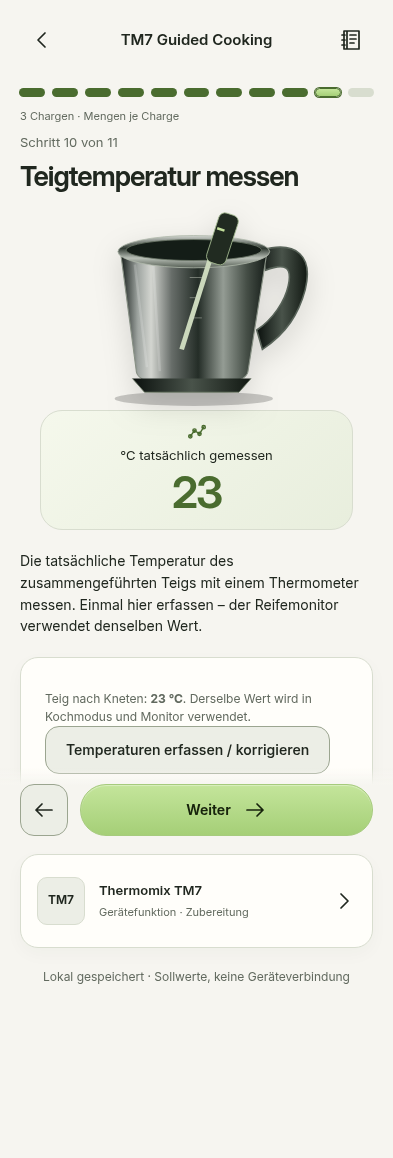 TM7 Guided Cooking
3 Chargen · Mengen je Charge
Schritt 10 von 11
Teigtemperatur messen
°C tatsächlich gemessen
23
Die tatsächliche Temperatur des
zusammengeführten Teigs mit einem Thermometer
messen. Einmal hier erfassen – der Reifemonitor
verwendet denselben Wert.
Teig nach Kneten: 23 °C. Derselbe Wert wird in
Kochmodus und Monitor verwendet.
Temperaturen erfassen / korrigieren
Weiter
TM7
Thermomix TM7
Gerätefunktion · Zubereitung
Lokal gespeichert · Sollwerte, keine Geräteverbindung